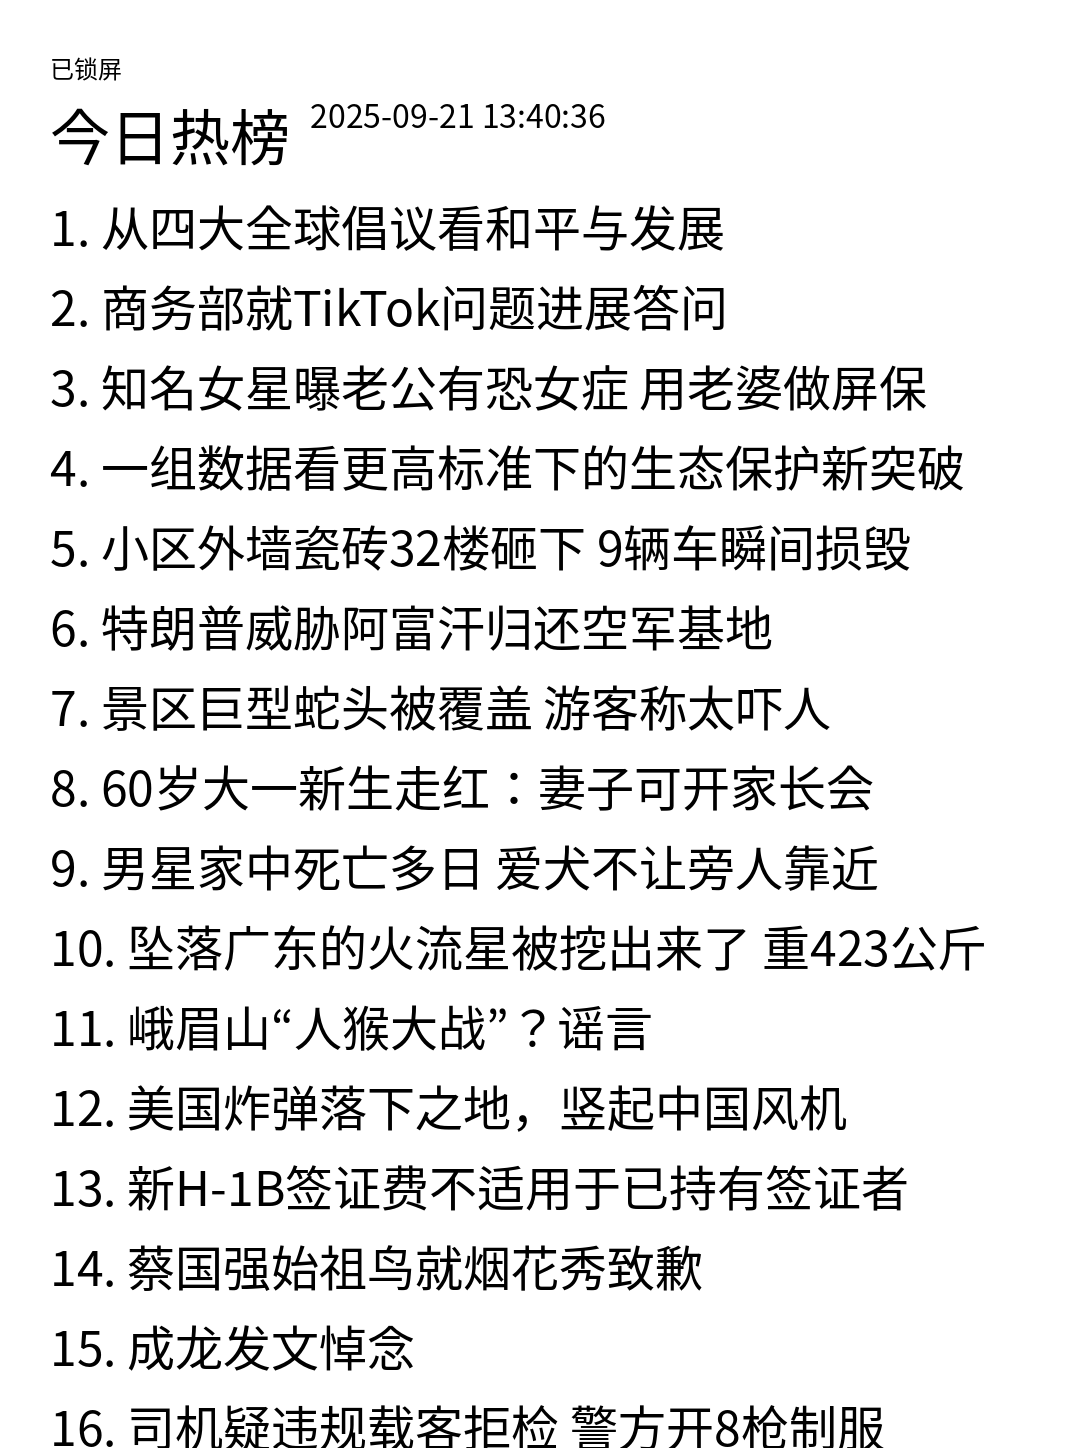 已锁屏
今日热榜 2025-09-21 13:40:36
1. 从四大全球倡议看和平与发展
2. 商务部就TikTok问题进展答问
3. 知名女星曝老公有恐女症 用老婆做屏保
4. 一组数据看更高标准下的生态保护新突破
5. 小区外墙瓷砖32楼砸下 9辆车瞬间损毁
6. 特朗普威胁阿富汗归还空军基地
7. 景区巨型蛇头被覆盖 游客称太吓人
8. 60岁大一新生走红：妻子可开家长会
9. 男星家中死亡多日 爱犬不让旁人靠近
10. 坠落广东的火流星被挖出来了 重423公斤
11. 峨眉山“人猴大战”？谣言
12. 美国炸弹落下之地，竖起中国风机
13. 新H-1B签证费不适用于已持有签证者
14. 蔡国强始祖鸟就烟花秀致歉
15. 成龙发文悼念
16. 司机疑违规载客拒检 警方开8枪制服